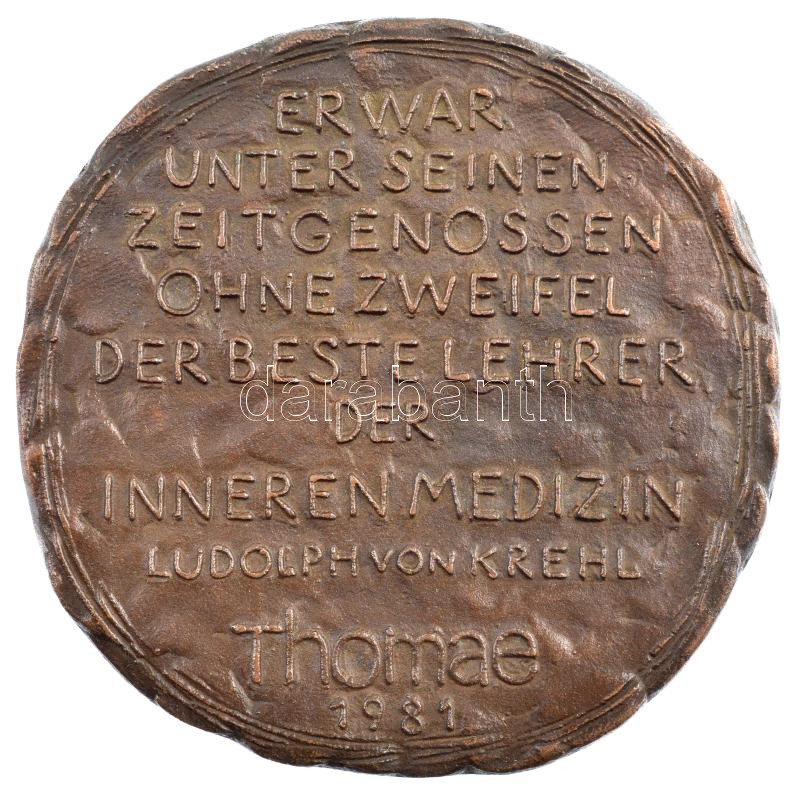 ER WAR
UNTER SEINEN
ZEITGENOSSEN
OHNE ZWEIFEL
DER BESTE LEHRER
darabanth
DER
INNEREN MEDIZIN
LUDOLPH VON KREHL
Thomae
1981